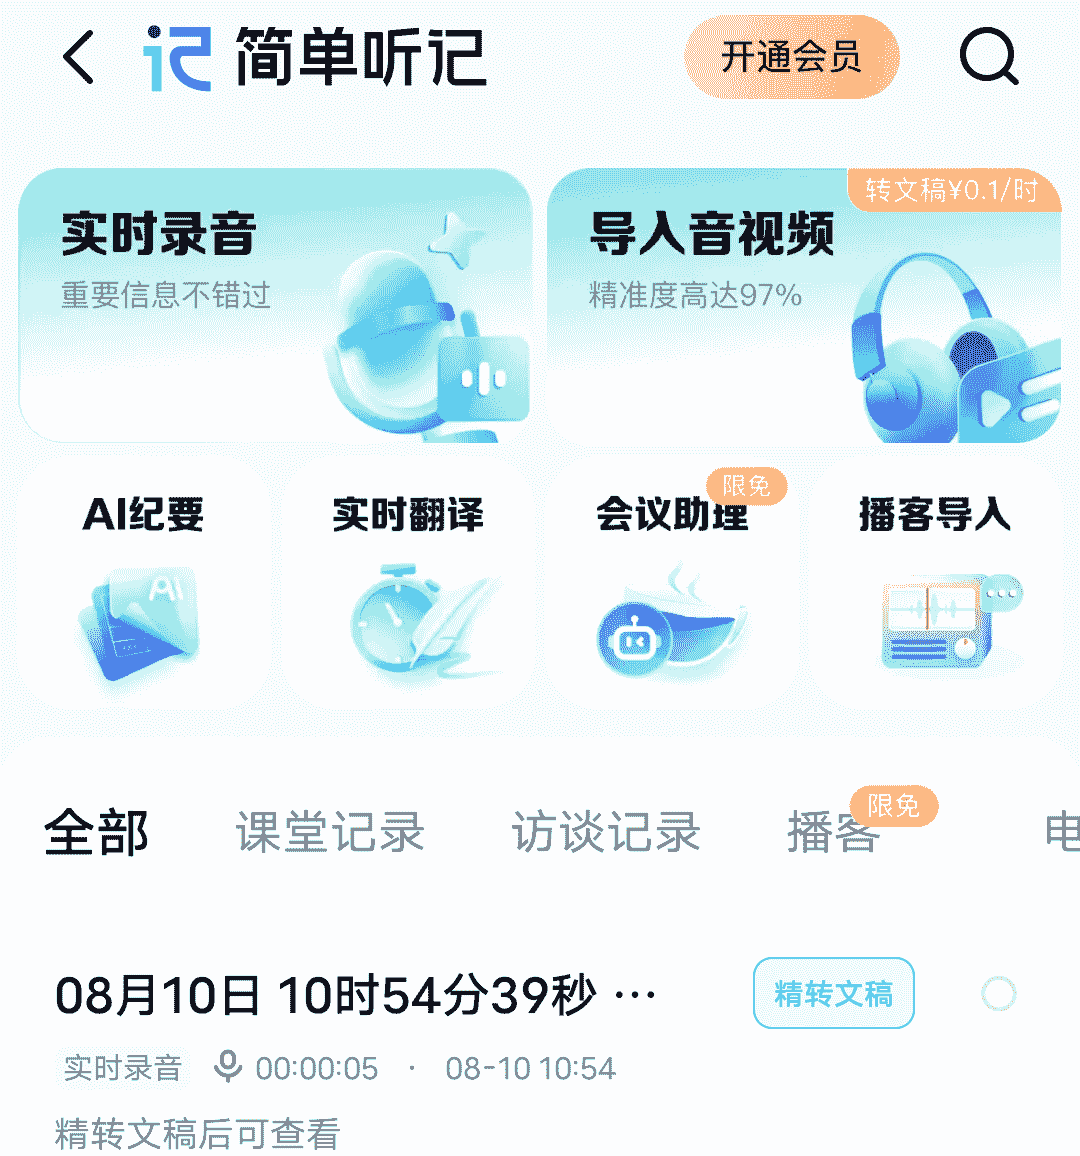 简单听记
开通会员
实时录音
重要信息不错过
转文稿¥0.1/时
导入音视频
精准度高达97%
AI纪要
AI
实时翻译
限免
会议助理
播客导入
全部
课堂记录
访谈记录
播客
限免
电
08月10日 10时54分39秒 ···
精转文稿
实时录音 00:00:05 · 08-10 10:54
精转文稿后可查看